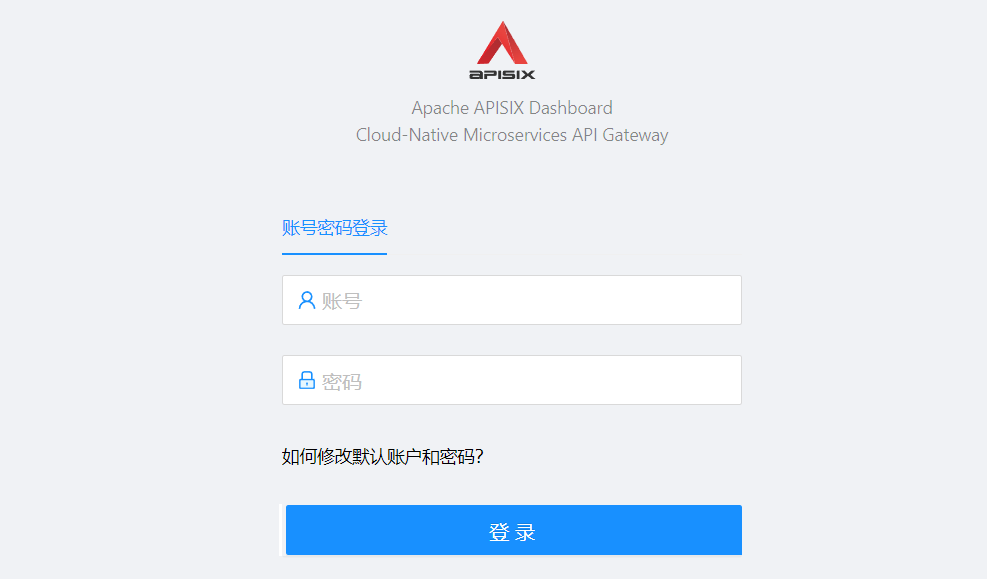 APISIX
Apache APISIX Dashboard
Cloud-Native Microservices API Gateway
账号密码登录
账号
密码
如何修改默认账户和密码?
登 录